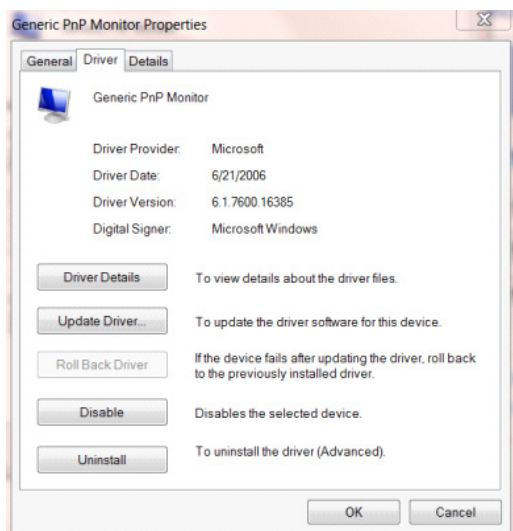 Generic PnP Monitor Properties
General Driver Details
Generic PnP Monitor
Driver Provider: Microsoft
Driver Date: 6/21/2006
Driver Version: 6.1.7600.16385
Digital Signer: Microsoft Windows
Driver Details To view details about the driver files.
Update Driver... To update the driver software for this device.
Roll Back Driver If the device fails after updating the driver, roll back
to the previously installed driver.
Disable Disables the selected device.
Uninstall To uninstall the driver (Advanced).
OK Cancel